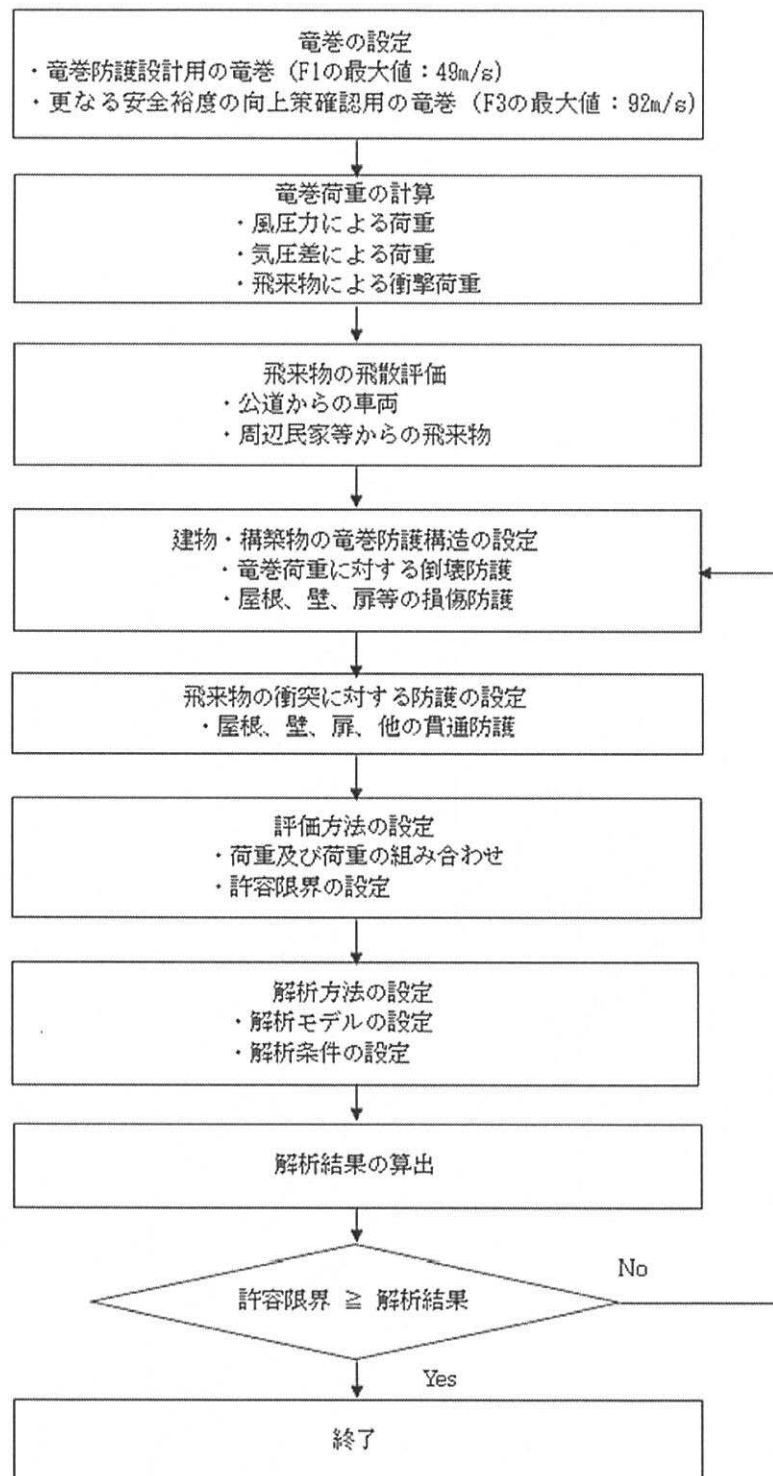 竜巻の設定
・竜巻防護設計用の竜巻 (F1の最大値：49m/s)
・更なる安全裕度の向上策確認用の竜巻 (F3の最大値：92m/s)
竜巻荷重の計算
・風圧力による荷重
・気圧差による荷重
・飛来物による衝撃荷重
飛来物の飛散評価
・公道からの車両
・周辺民家等からの飛来物
建物・構築物の竜巻防護構造の設定
・竜巻荷重に対する倒壊防護
・屋根、壁、扉等の損傷防護
飛来物の衝突に対する防護の設定
・屋根、壁、扉、他の貫通防護
評価方法の設定
・荷重及び荷重の組み合わせ
・許容限界の設定
解析方法の設定
・解析モデルの設定
・解析条件の設定
解析結果の算出
許容限界 ≧ 解析結果
No
Yes
終了